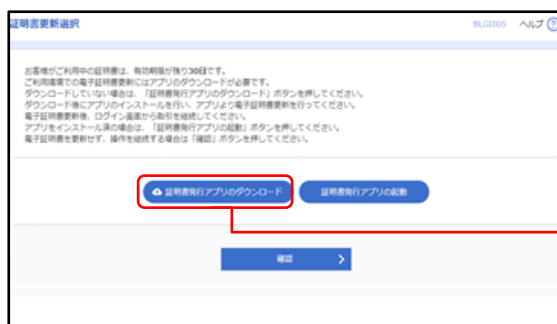 証明書更新選択
BLGI005 ヘルプ ?
お客様がご利用中の証明書は、有効期限が残り30日です。
ご利用環境での電子証明書更新にはアプリのダウンロードが必要です。
ダウンロードしていない場合は、「証明書発行アプリのダウンロード」ボタンを押してください。
ダウンロード後にアプリのインストールを行い、アプリより電子証明書更新を行ってください。
電子証明書更新後、ログイン画面から取引を継続してください。
アプリをインストール済の場合は、「証明書発行アプリの起動」ボタンを押してください。
電子証明書を更新せず、操作を継続する場合は「確認」ボタンを押してください。
証明書発行アプリのダウンロード 証明書発行アプリの起動
確認